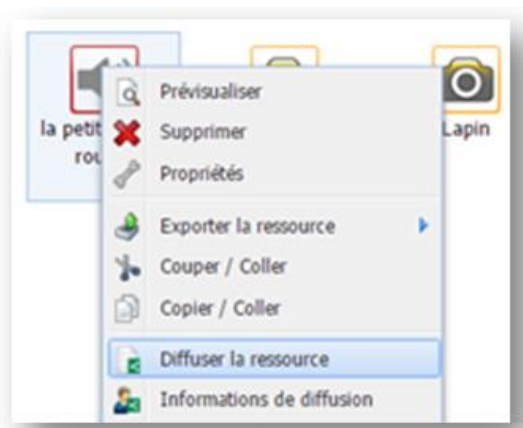 la petit
rou
Lapin
Prévisualiser
Supprimer
Propriétés
Exporter la ressource
Couper / Coller
Copier / Coller
Diffuser la ressource
Informations de diffusion